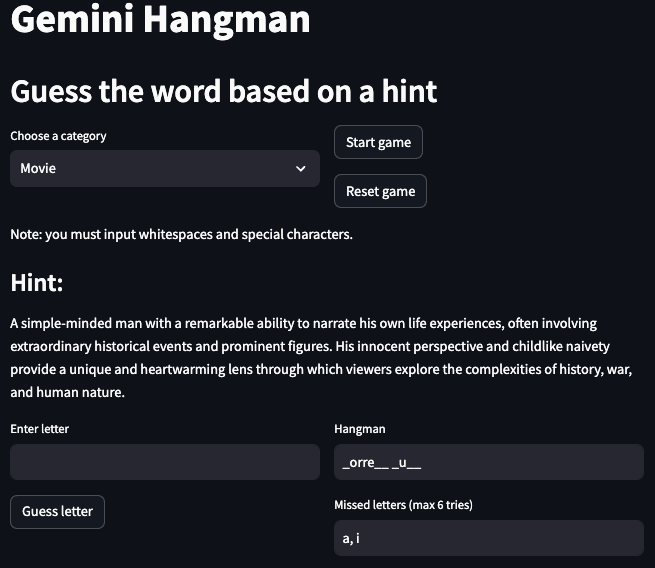 Gemini Hangman
Guess the word based on a hint
Choose a category
Movie
Start game
Reset game
Note: you must input whitespaces and special characters.
Hint:
A simple-minded man with a remarkable ability to narrate his own life experiences, often involving
extraordinary historical events and prominent figures. His innocent perspective and childlike naivety
provide a unique and heartwarming lens through which viewers explore the complexities of history, war,
and human nature.
Enter letter
Guess letter
Hangman
_orre__ _u__
Missed letters (max 6 tries)
a, i